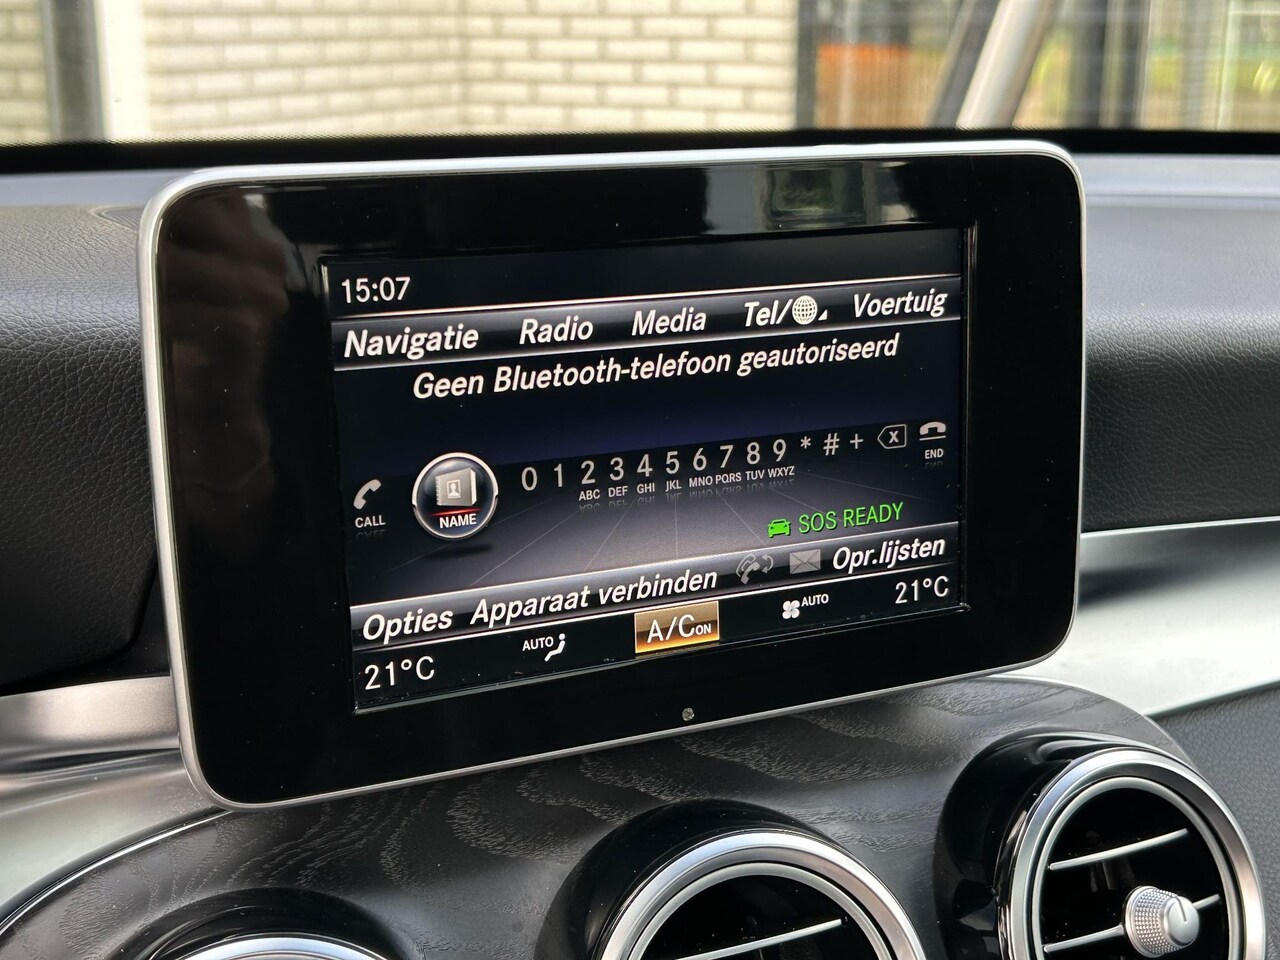 15:07
Navigatie Radio Media Tel/ Voertuig
Geen Bluetooth-telefoon geautoriseerd
CALL NAME 0 1 2 3 4 5 6 7 8 9 * # + X END
ABC DEF GHI JKL MNO PQRS TUV WXYZ
SOS READY
Opties Apparaat verbinden Opr.lijsten
21°C AUTO A/C ON AUTO 21°C